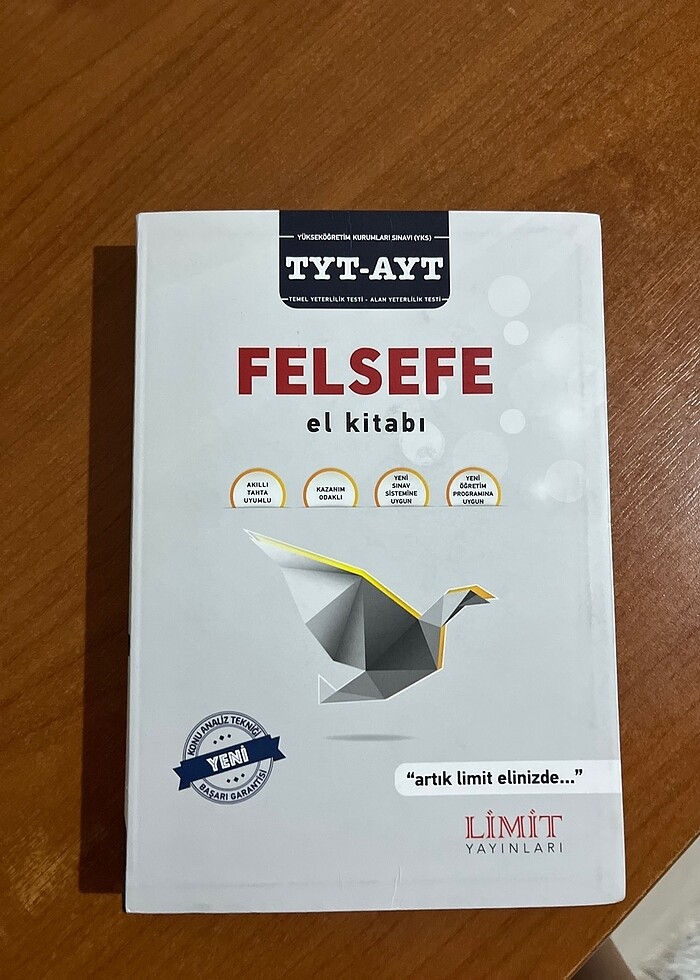 YÜKSEKÖĞRETİM KURUMLARI SINAVI (YKS)
TYT-AYT
TEMEL YETERLİLİK TESTİ - ALAN YETERLİLİK TESTİ
FELSEFE
el kitabı
AKILLI
TAHTA
UYUMLU
KAZANIM
ODAKLI
YENİ
SINAV
SİSTEMİNE
UYGUN
YENİ
ÖĞRETİM
PROGRAMINA
UYGUN
KONU ANALİZ TEKNİĞİ
YENİ
BAŞARI GARANTİSİ
"artık limit elinizde..."
LİMİT
YAYINLARI